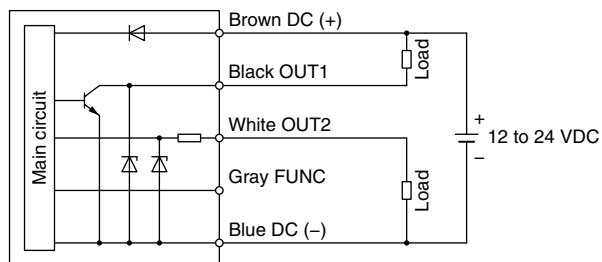 Brown DC (+)
Load
Black OUT1
Main circuit
White OUT2
+
12 to 24 VDC
−
Gray FUNC
Load
Blue DC (−)